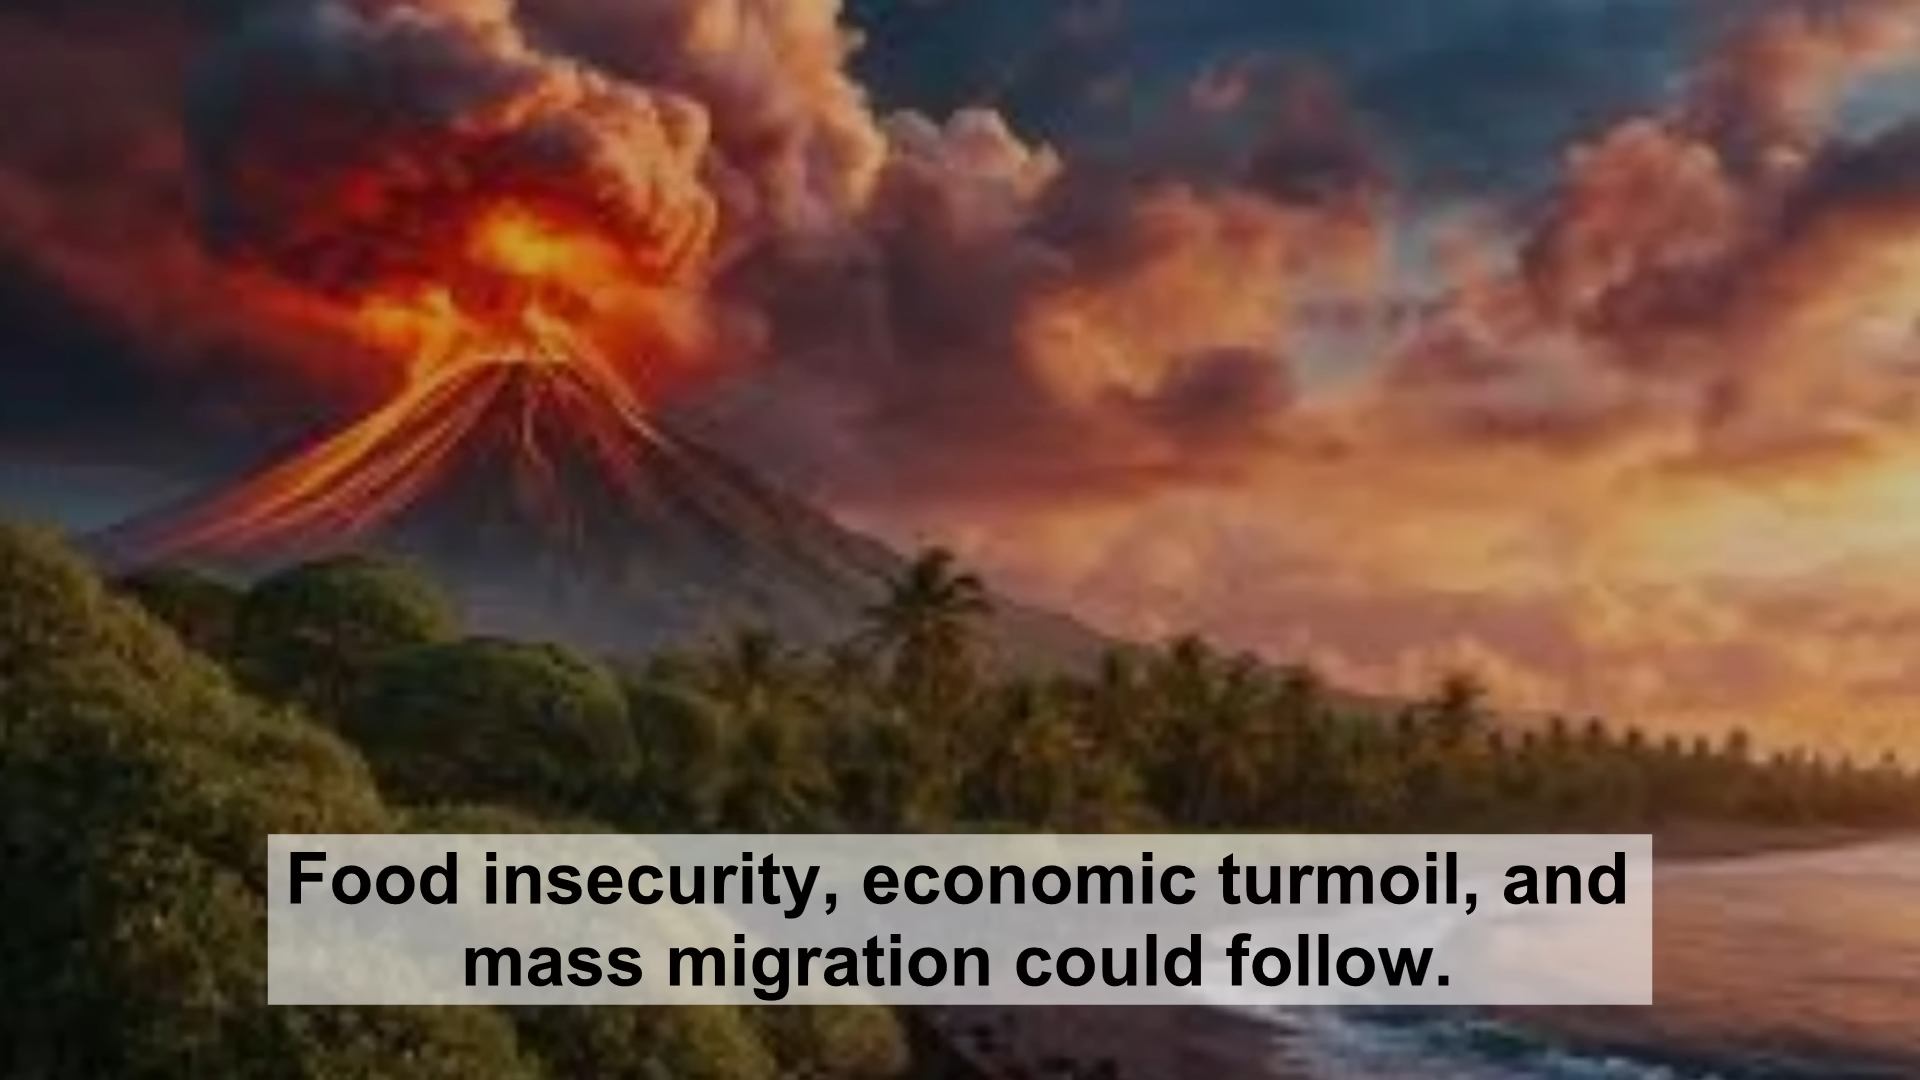 Food insecurity, economic turmoil, and
mass migration could follow.